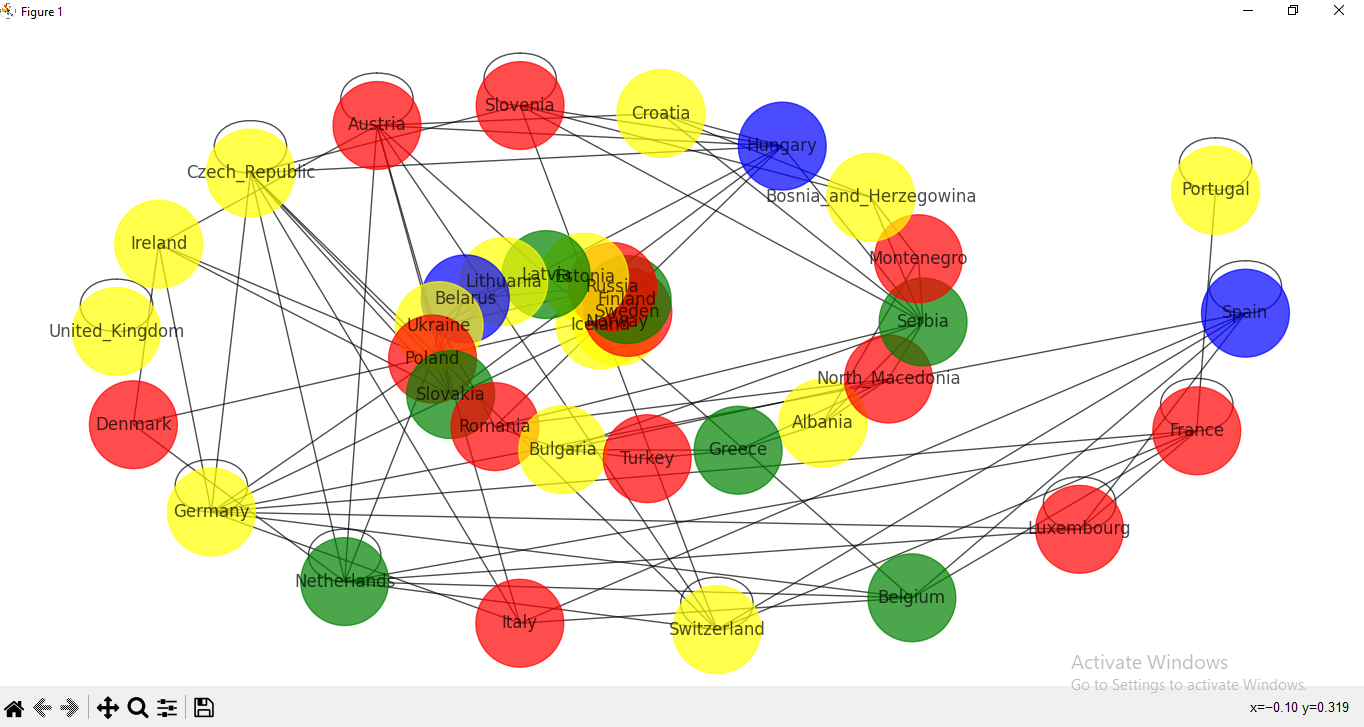 Figure 1
Slovenia
Croatia
Austria
Hungary
Czech_Republic
Portugal
Bosnia_and_Herzegowina
Ireland
Montenegro
Latvia
Estonia
Lithuania
Russia
Belarus
Finland
Sweden
Spain
Norway
Serbia
Iceland
Ukraine
United_Kingdom
Poland
North_Macedonia
Slovakia
Albania
Denmark
Romania
France
Bulgaria
Greece
Turkey
Germany
Luxembourg
Netherlands
Belgium
Italy
Switzerland
Activate Windows
Go to Settings to activate Windows.
x=−0.10 y=0.319